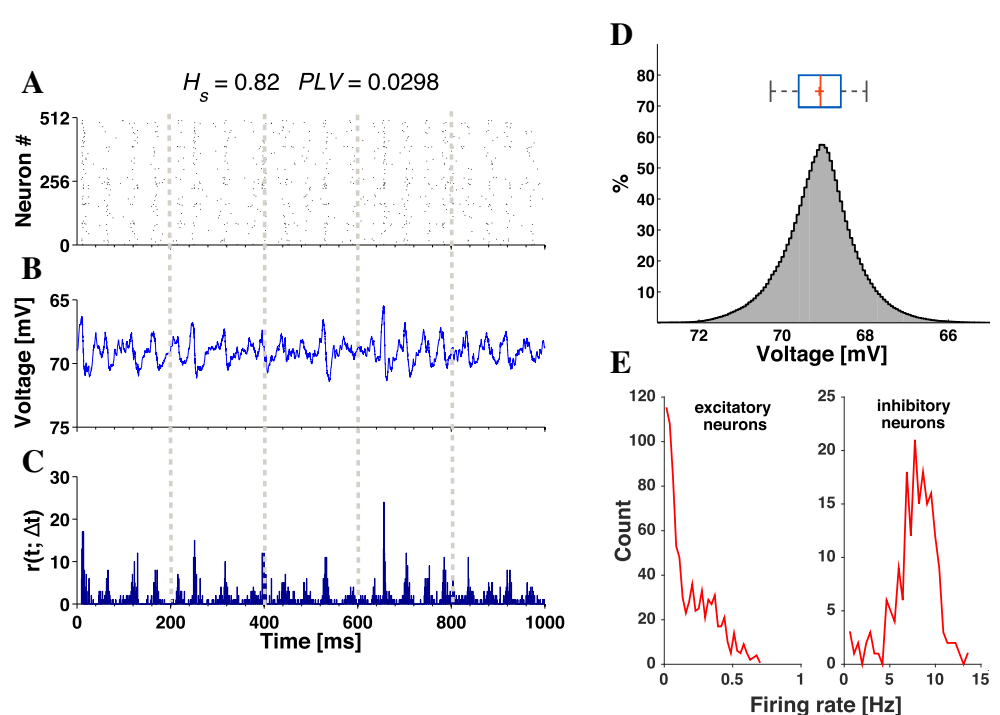 A
H_s = 0.82 PLV = 0.0298
512
256
0
Neuron #
B
65
70
75
Voltage [mV]
C
30
20
10
0
r(t; Δt)
0 200 400 600 800 1000
Time [ms]
D
80
70
60
50
40
30
20
10
%
72 70 68 66
Voltage [mV]
E
120
100
80
60
40
20
0
Count
excitatory
neurons
0 0.5 1
25
20
15
10
5
0
inhibitory
neurons
0 5 10 15
Firing rate [Hz]